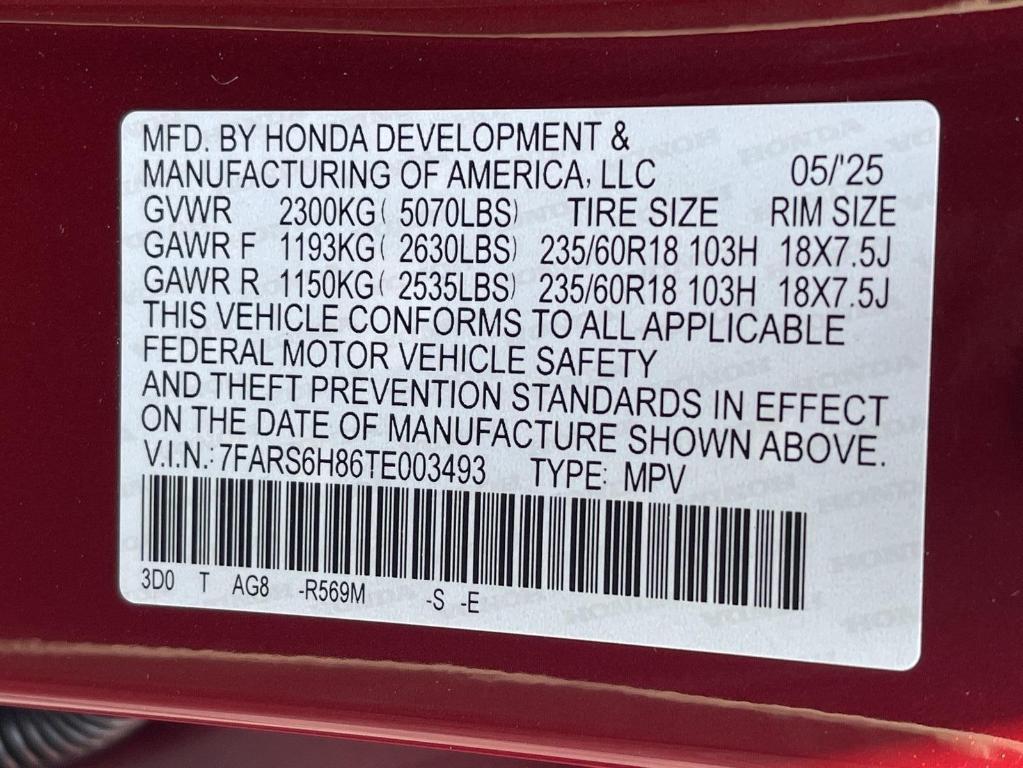 MFD. BY HONDA DEVELOPMENT &
MANUFACTURING OF AMERICA, LLC 05/'25
GVWR 2300KG( 5070LBS) TIRE SIZE RIM SIZE
GAWR F 1193KG( 2630LBS) 235/60R18 103H 18X7.5J
GAWR R 1150KG( 2535LBS) 235/60R18 103H 18X7.5J
THIS VEHICLE CONFORMS TO ALL APPLICABLE
FEDERAL MOTOR VEHICLE SAFETY
AND THEFT PREVENTION STANDARDS IN EFFECT
ON THE DATE OF MANUFACTURE SHOWN ABOVE.
V.I.N.: 7FARS6H86TE003493 TYPE: MPV
3D0 T AG8 -R569M -S -E